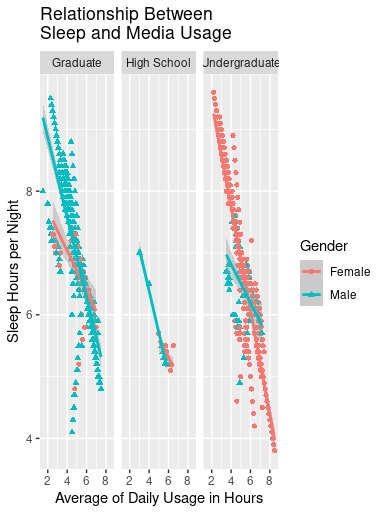 Relationship Between
Sleep and Media Usage
Graduate
High School
Undergraduate
Sleep Hours per Night
8
6
4
2 4 6 8
2 4 6 8
2 4 6 8
Average of Daily Usage in Hours
Gender
Female
Male